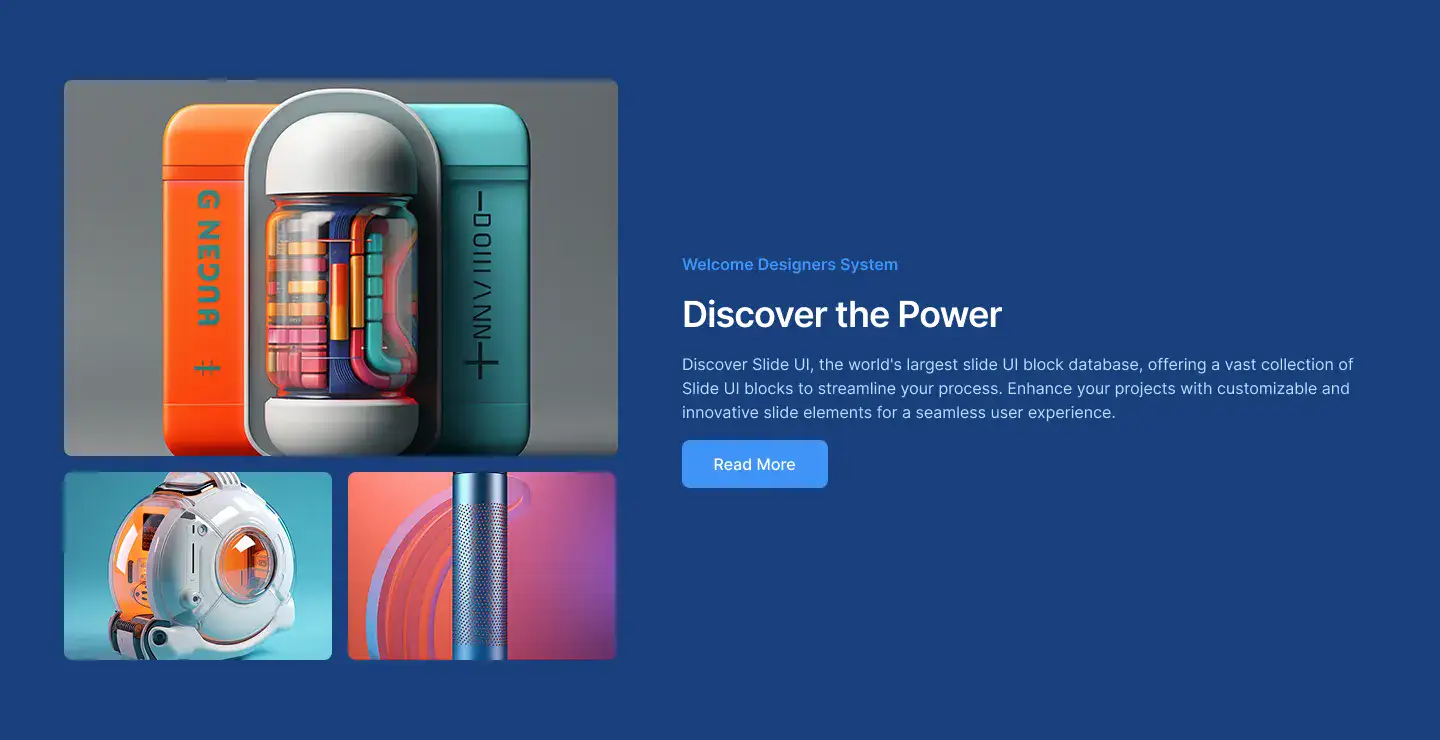 Welcome Designers System
Discover the Power
Discover Slide UI, the world's largest slide UI block database, offering a vast collection of
Slide UI blocks to streamline your process. Enhance your projects with customizable and
innovative slide elements for a seamless user experience.
Read More